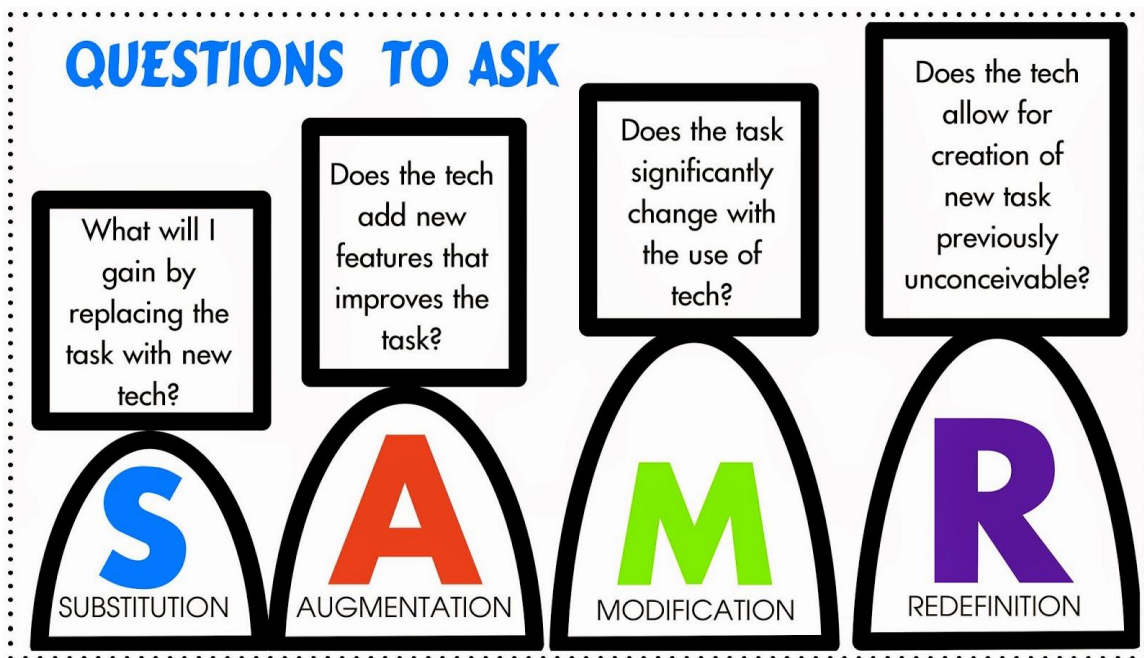 QUESTIONS TO ASK
What will I
gain by
replacing the
task with new
tech?
S
SUBSTITUTION
Does the tech
add new
features that
improves the
task?
A
AUGMENTATION
Does the task
significantly
change with
the use of
tech?
M
MODIFICATION
Does the tech
allow for
creation of
new task
previously
unconceivable?
R
REDEFINITION